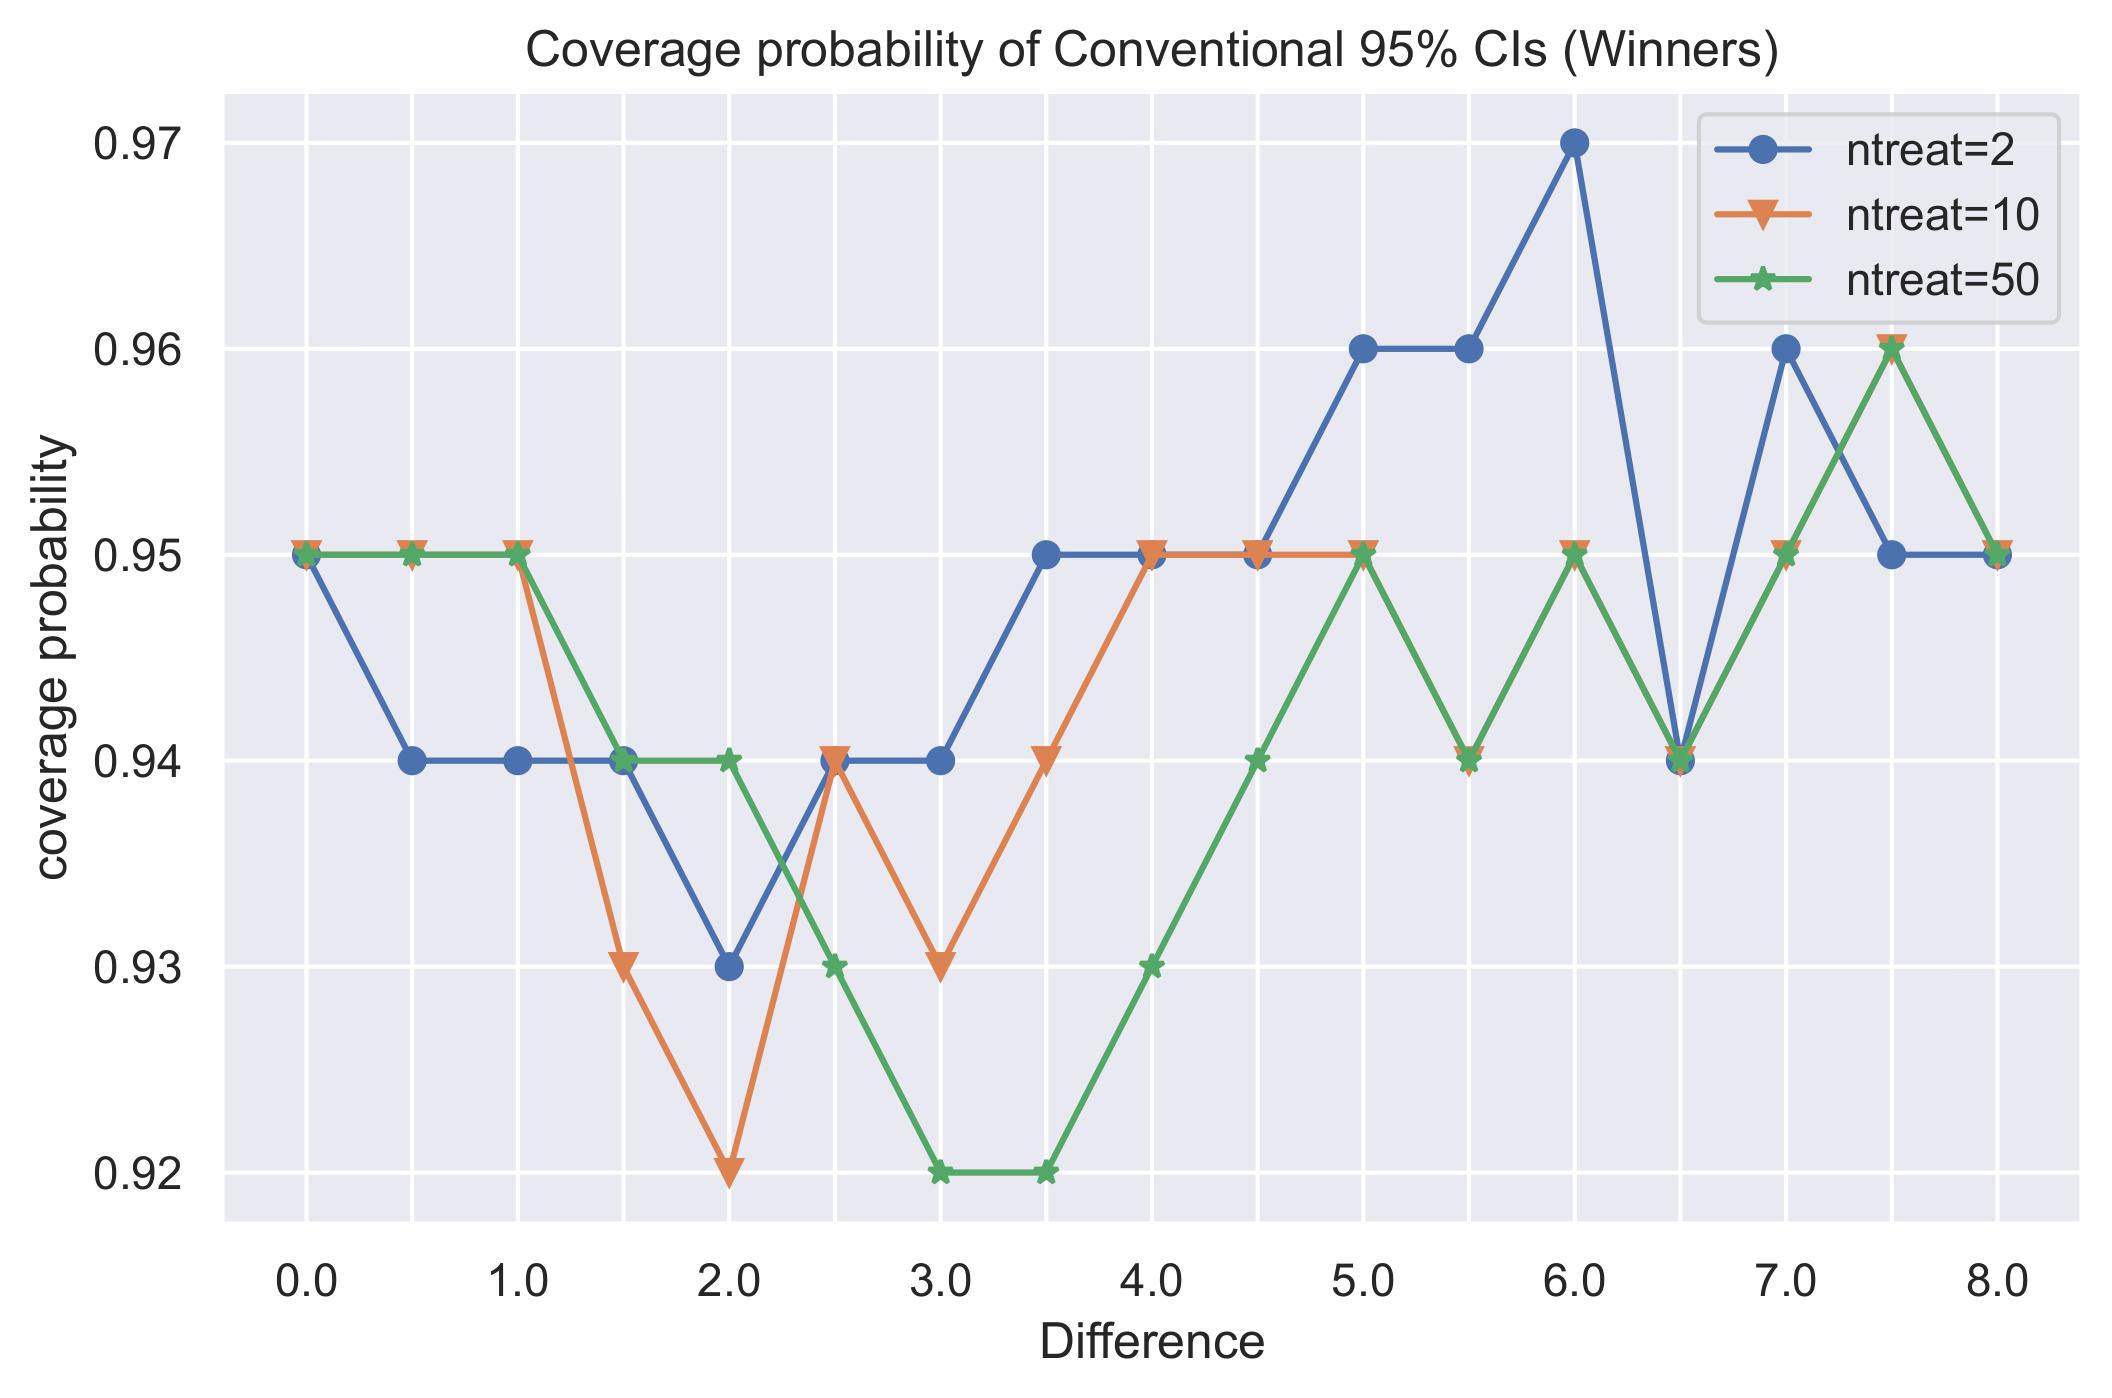 Coverage probability of Conventional 95% CIs (Winners)
0.97
0.96
0.95
0.94
0.93
0.92
coverage probability
ntreat=2
ntreat=10
ntreat=50
0.0 1.0 2.0 3.0 4.0 5.0 6.0 7.0 8.0
Difference